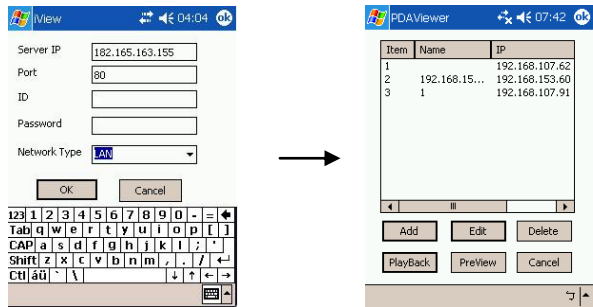 iView 4:04 ok
Server IP 182.165.163.155
Port 80
ID
Password
Network Type LAN
OK Cancel
123 1 2 3 4 5 6 7 8 9 0 - =
Tab q w e r t y u i o p [ ]
CAP a s d f g h j k l ; '
Shift z x c v b n m , . /
Ctl áü ` \
PDAViewer 07:42 ok
Item Name IP
1 192.168.107.62
2 192.168.15... 192.168.153.60
3 1 192.168.107.91
Add Edit Delete
PlayBack PreView Cancel
ㄅ